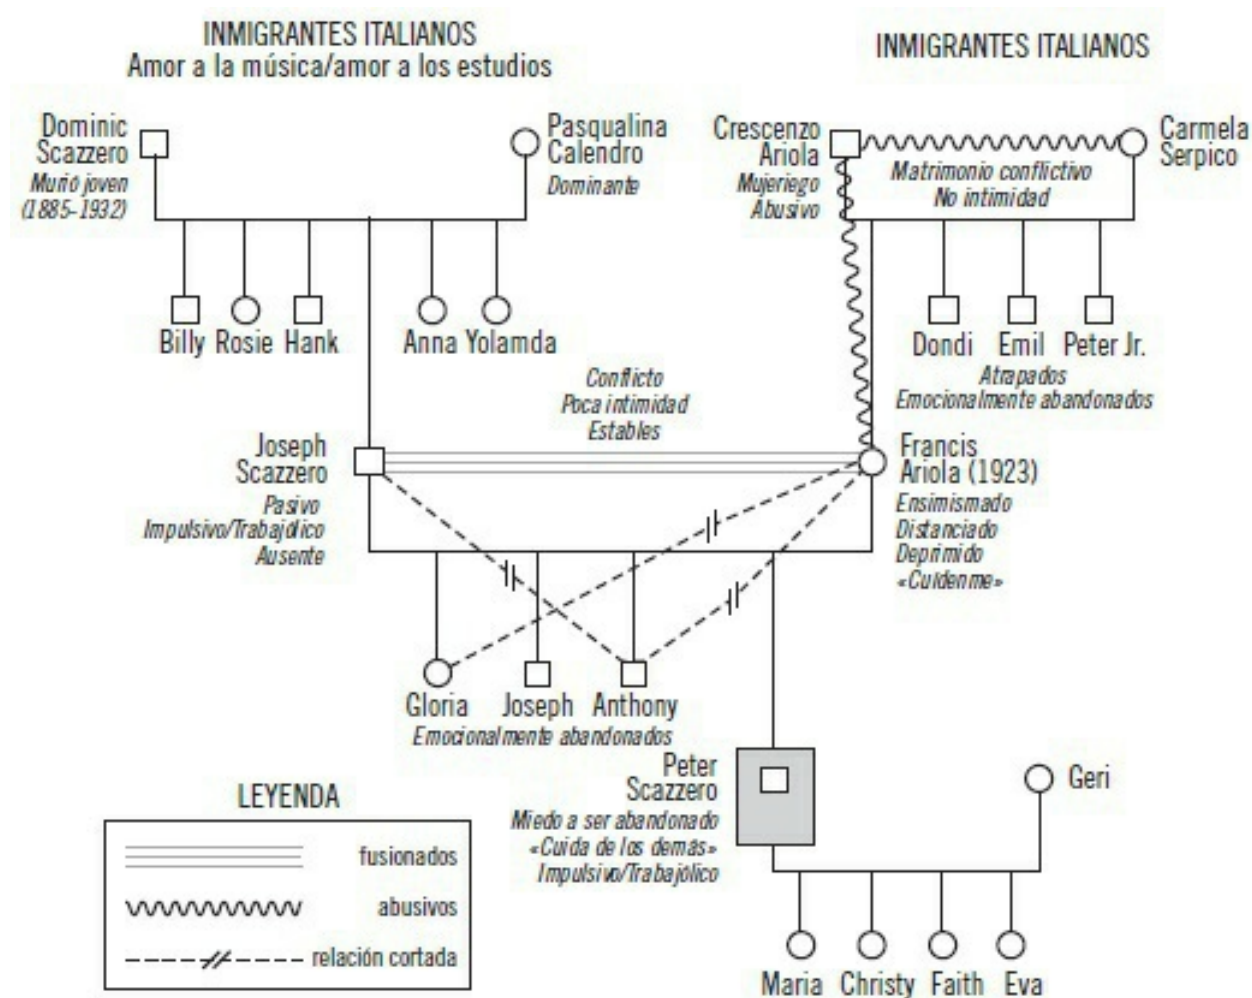 INMIGRANTES ITALIANOS
Amor a la música/amor a los estudios
INMIGRANTES ITALIANOS
Dominic
Scazzero
Murió joven
(1885-1932)
Pasqualina
Calendro
Dominante
Crescenzo
Ariola
Mujeriego
Abusivo
Matrimonio conflictivo
No intimidad
Carmela
Serpico
Billy
Rosie
Hank
Anna
Yolamda
Dondi
Emil
Peter Jr.
Atrapados
Emocionalmente abandonados
Conflicto
Poca intimidad
Estables
Joseph
Scazzero
Pasivo
Impulsivo/Trabajólico
Ausente
Francis
Ariola (1923)
Ensimismado
Distanciado
Deprimido
«Cuídenme»
Gloria
Joseph
Anthony
Emocionalmente abandonados
Peter
Scazzero
Miedo a ser abandonado
«Cuida de los demás»
Impulsivo/Trabajólico
Geri
Maria
Christy
Faith
Eva
LEYENDA
fusionados
abusivos
relación cortada